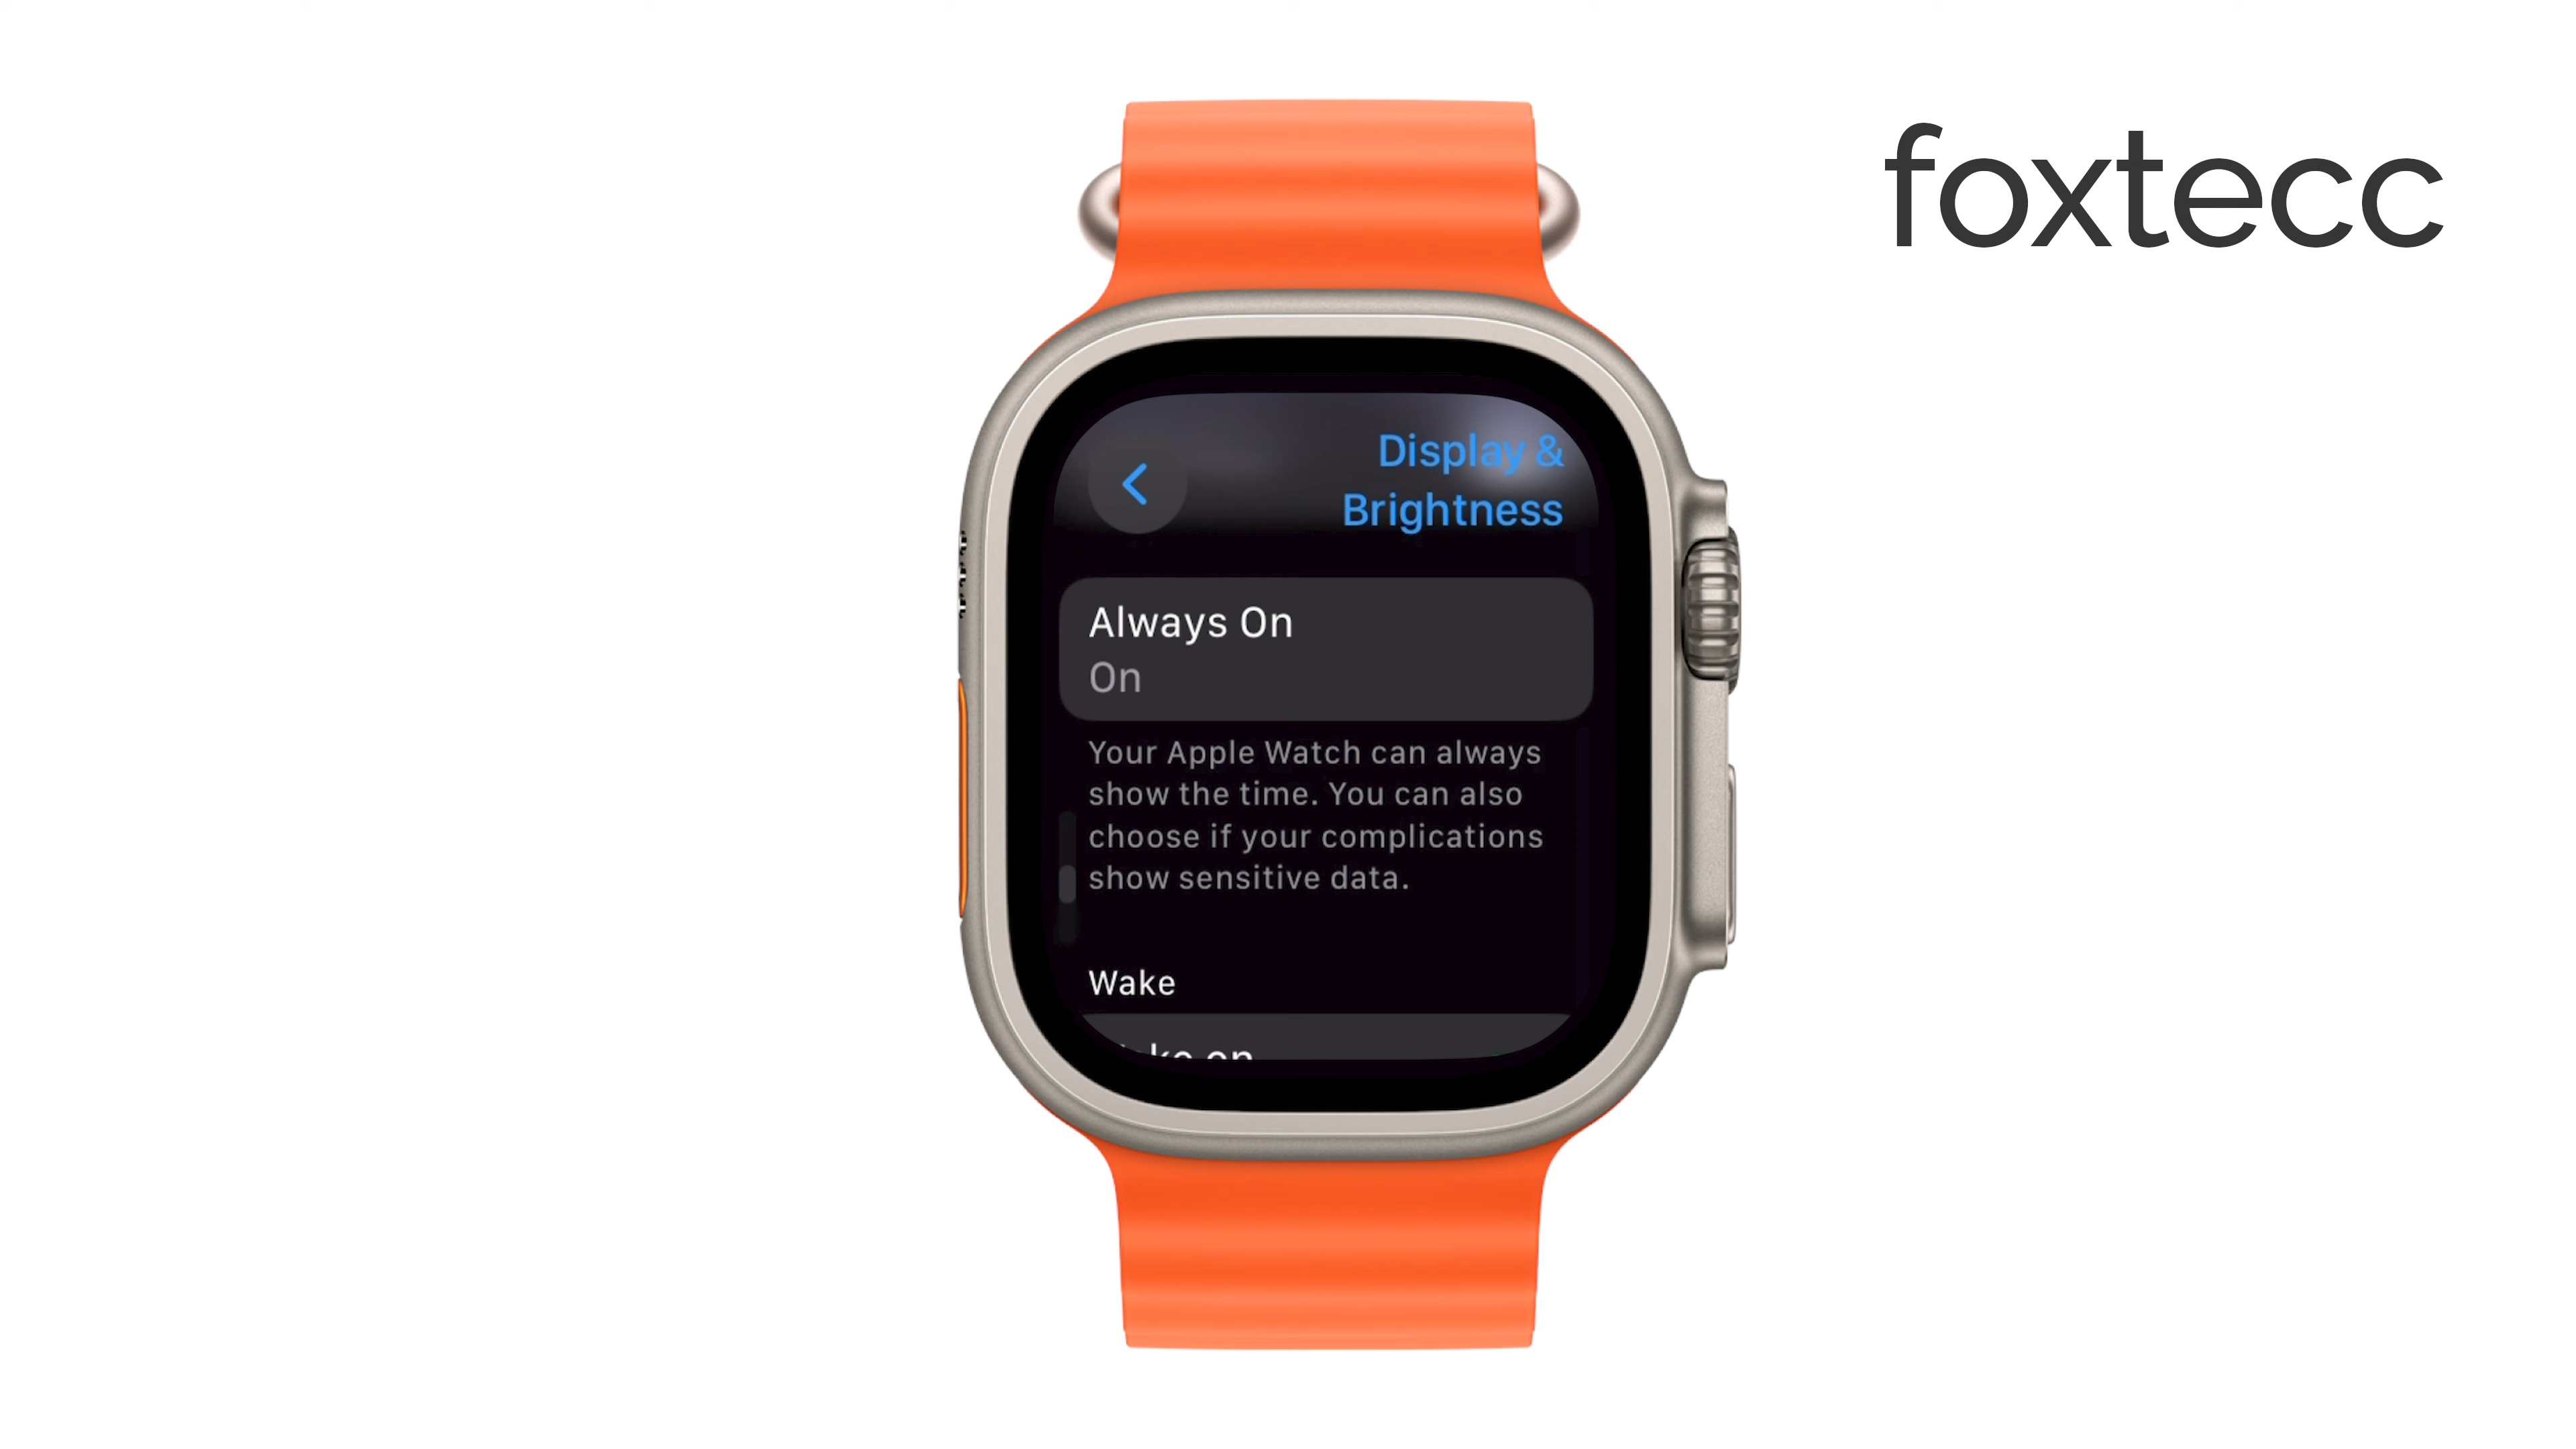 foxtecc
Display &
Brightness
Always On
On
Your Apple Watch can always
show the time. You can also
choose if your complications
show sensitive data.
Wake